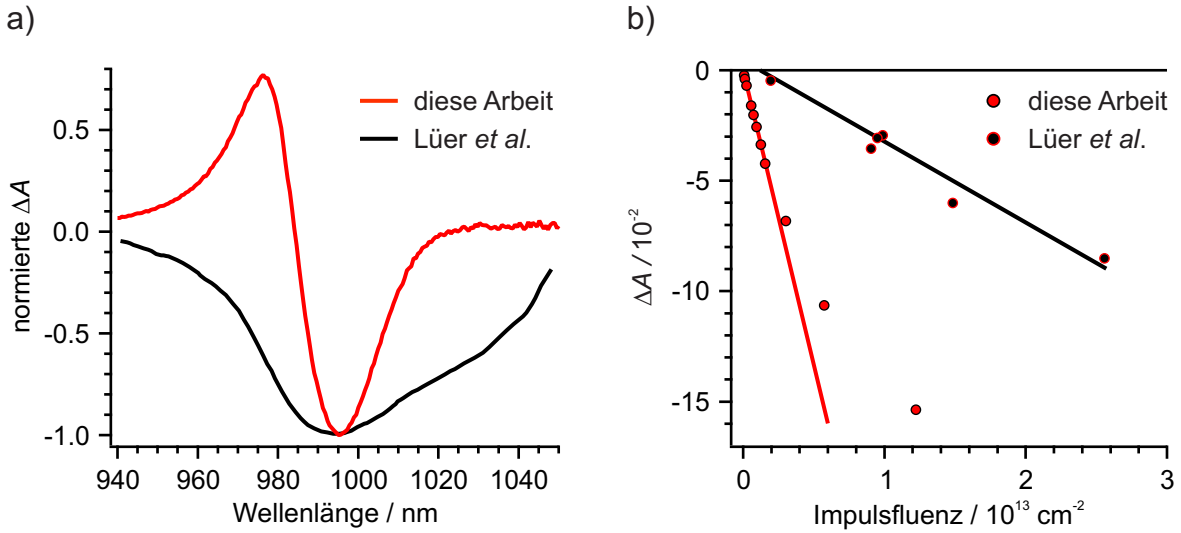 a)
normierte ΔA
0.5
0.0
-0.5
-1.0
diese Arbeit
Lüer et al.
940
960
980
1000
1020
1040
Wellenlänge / nm
b)
ΔA / 10⁻²
0
-5
-10
-15
diese Arbeit
Lüer et al.
0
1
2
3
Impulsfluenz / 10¹³ cm⁻²